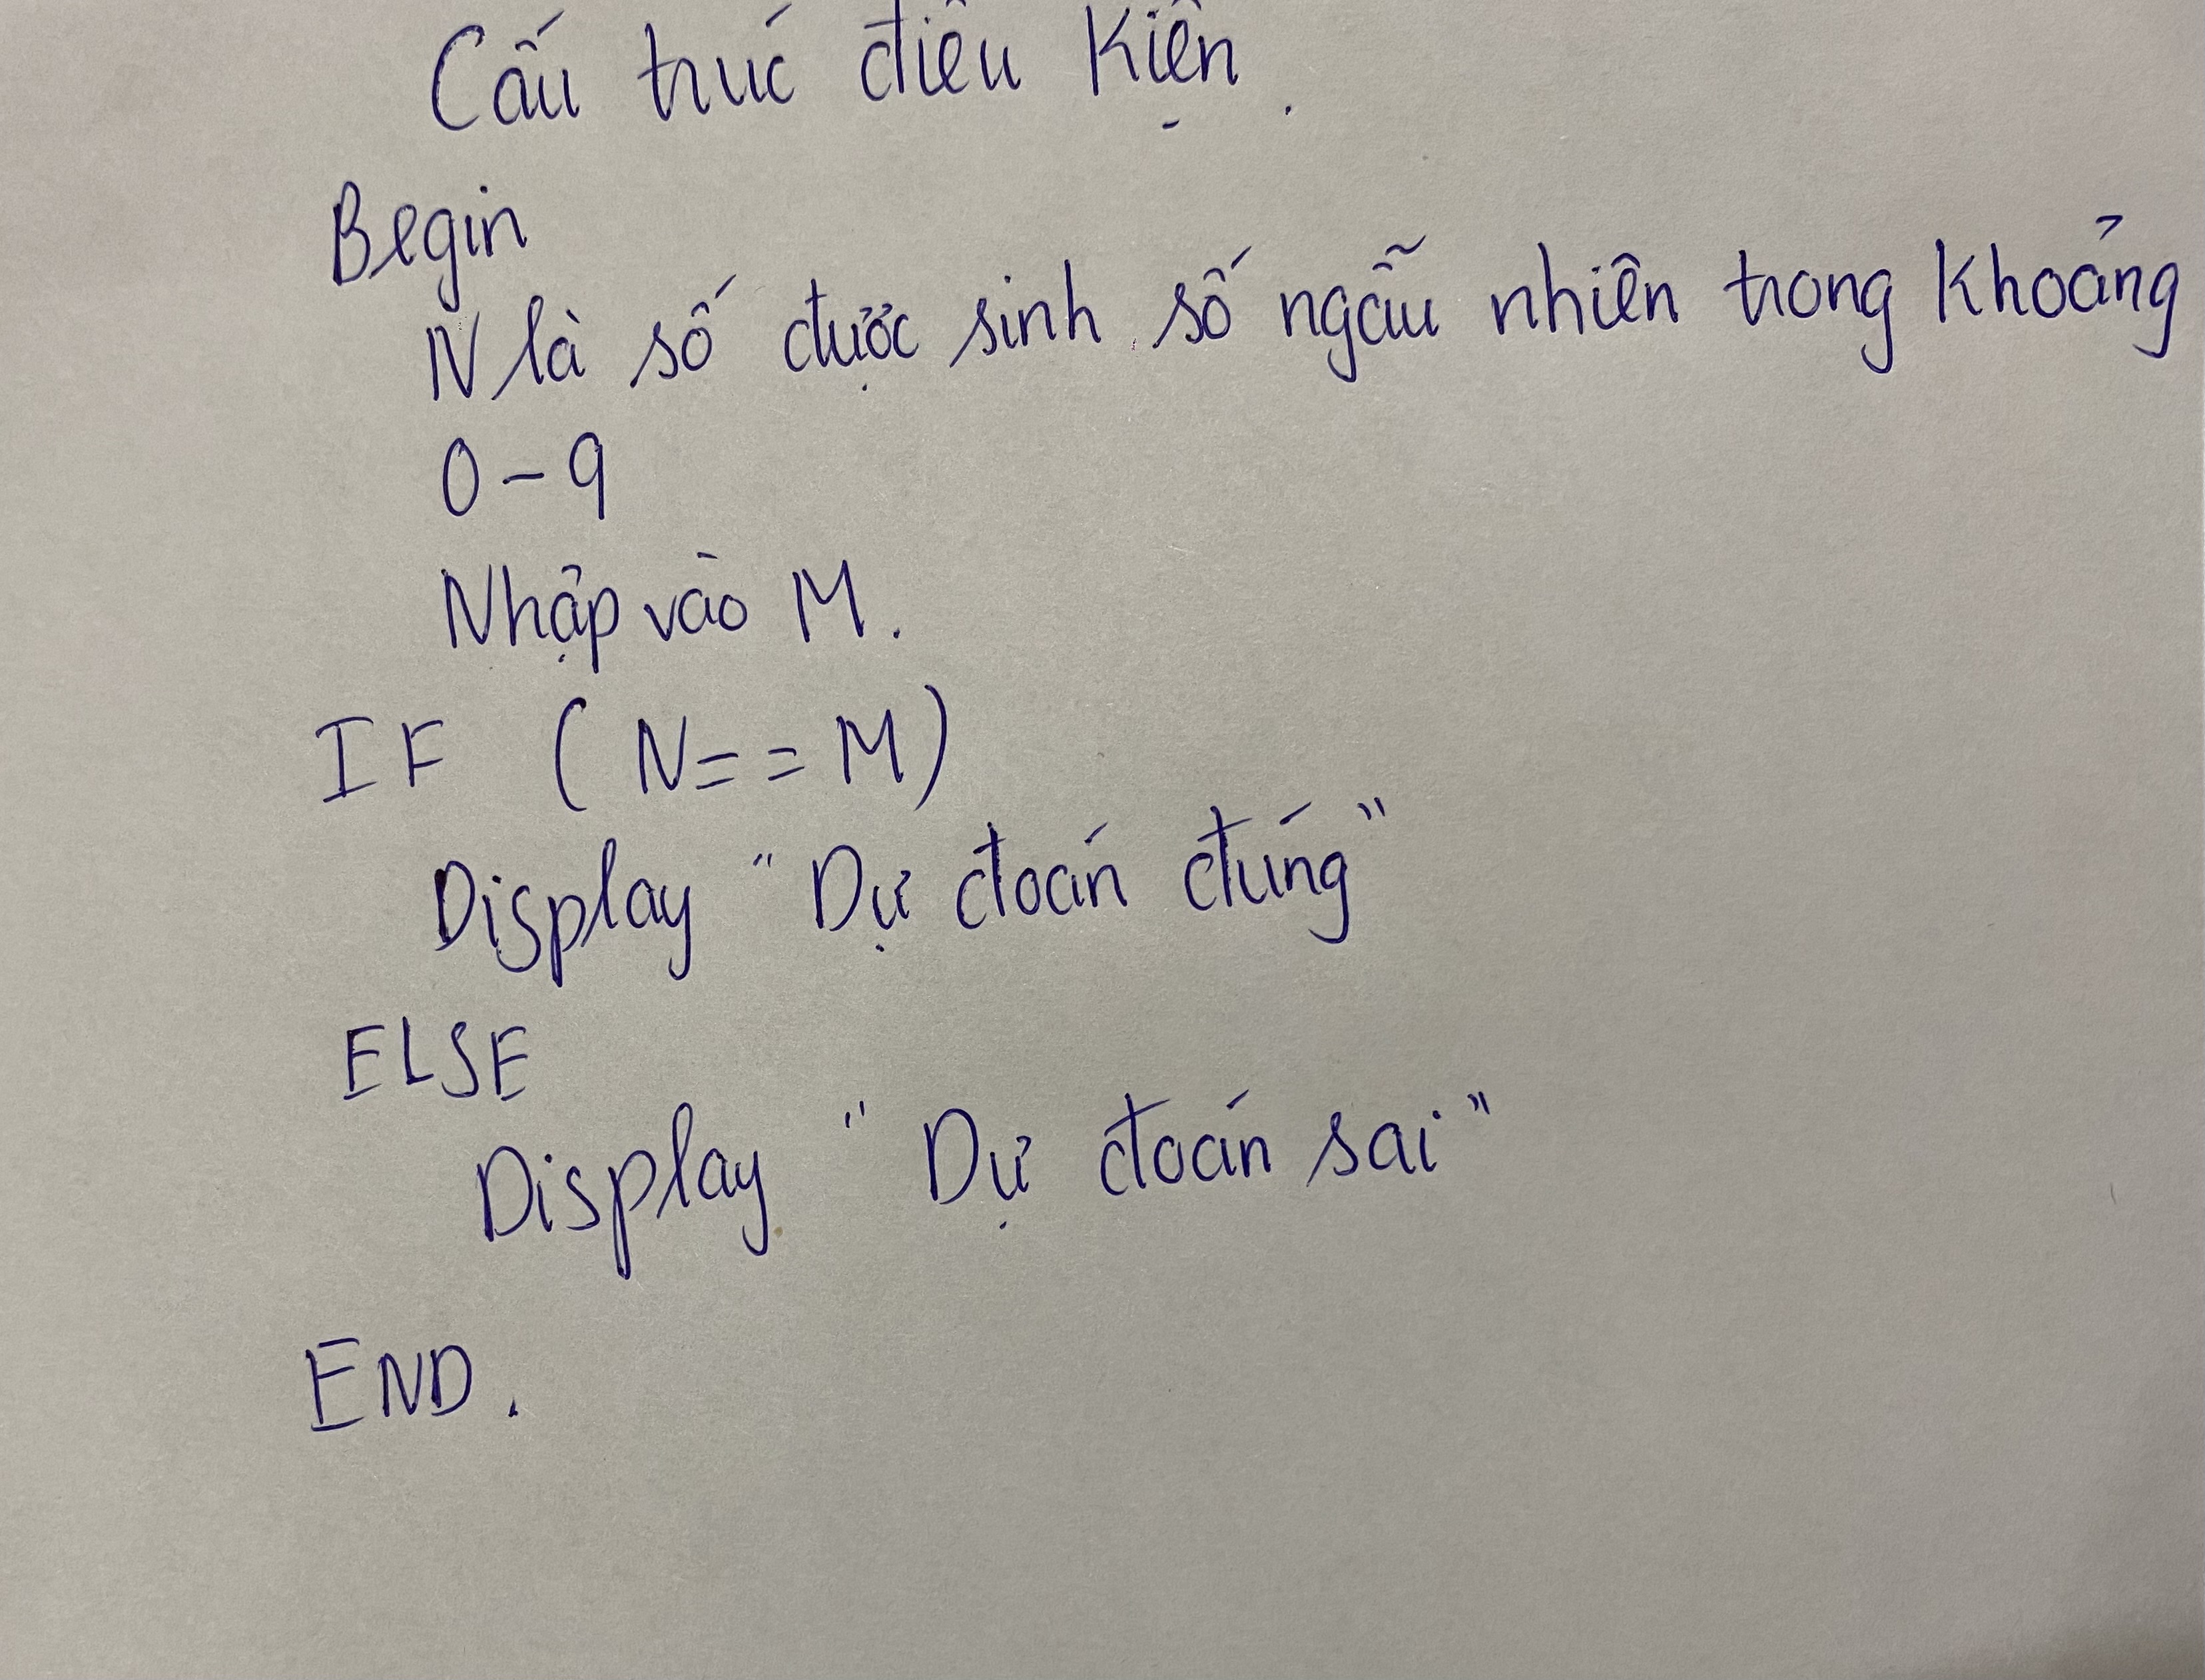 Cấu trúc điều kiện.
Begin
N là số được sinh số ngẫu nhiên trong khoảng
0 - 9
Nhập vào M.
IF ( N = = M)
Display "Dự đoán đúng"
ELSE
Display "Dự đoán sai"
END.